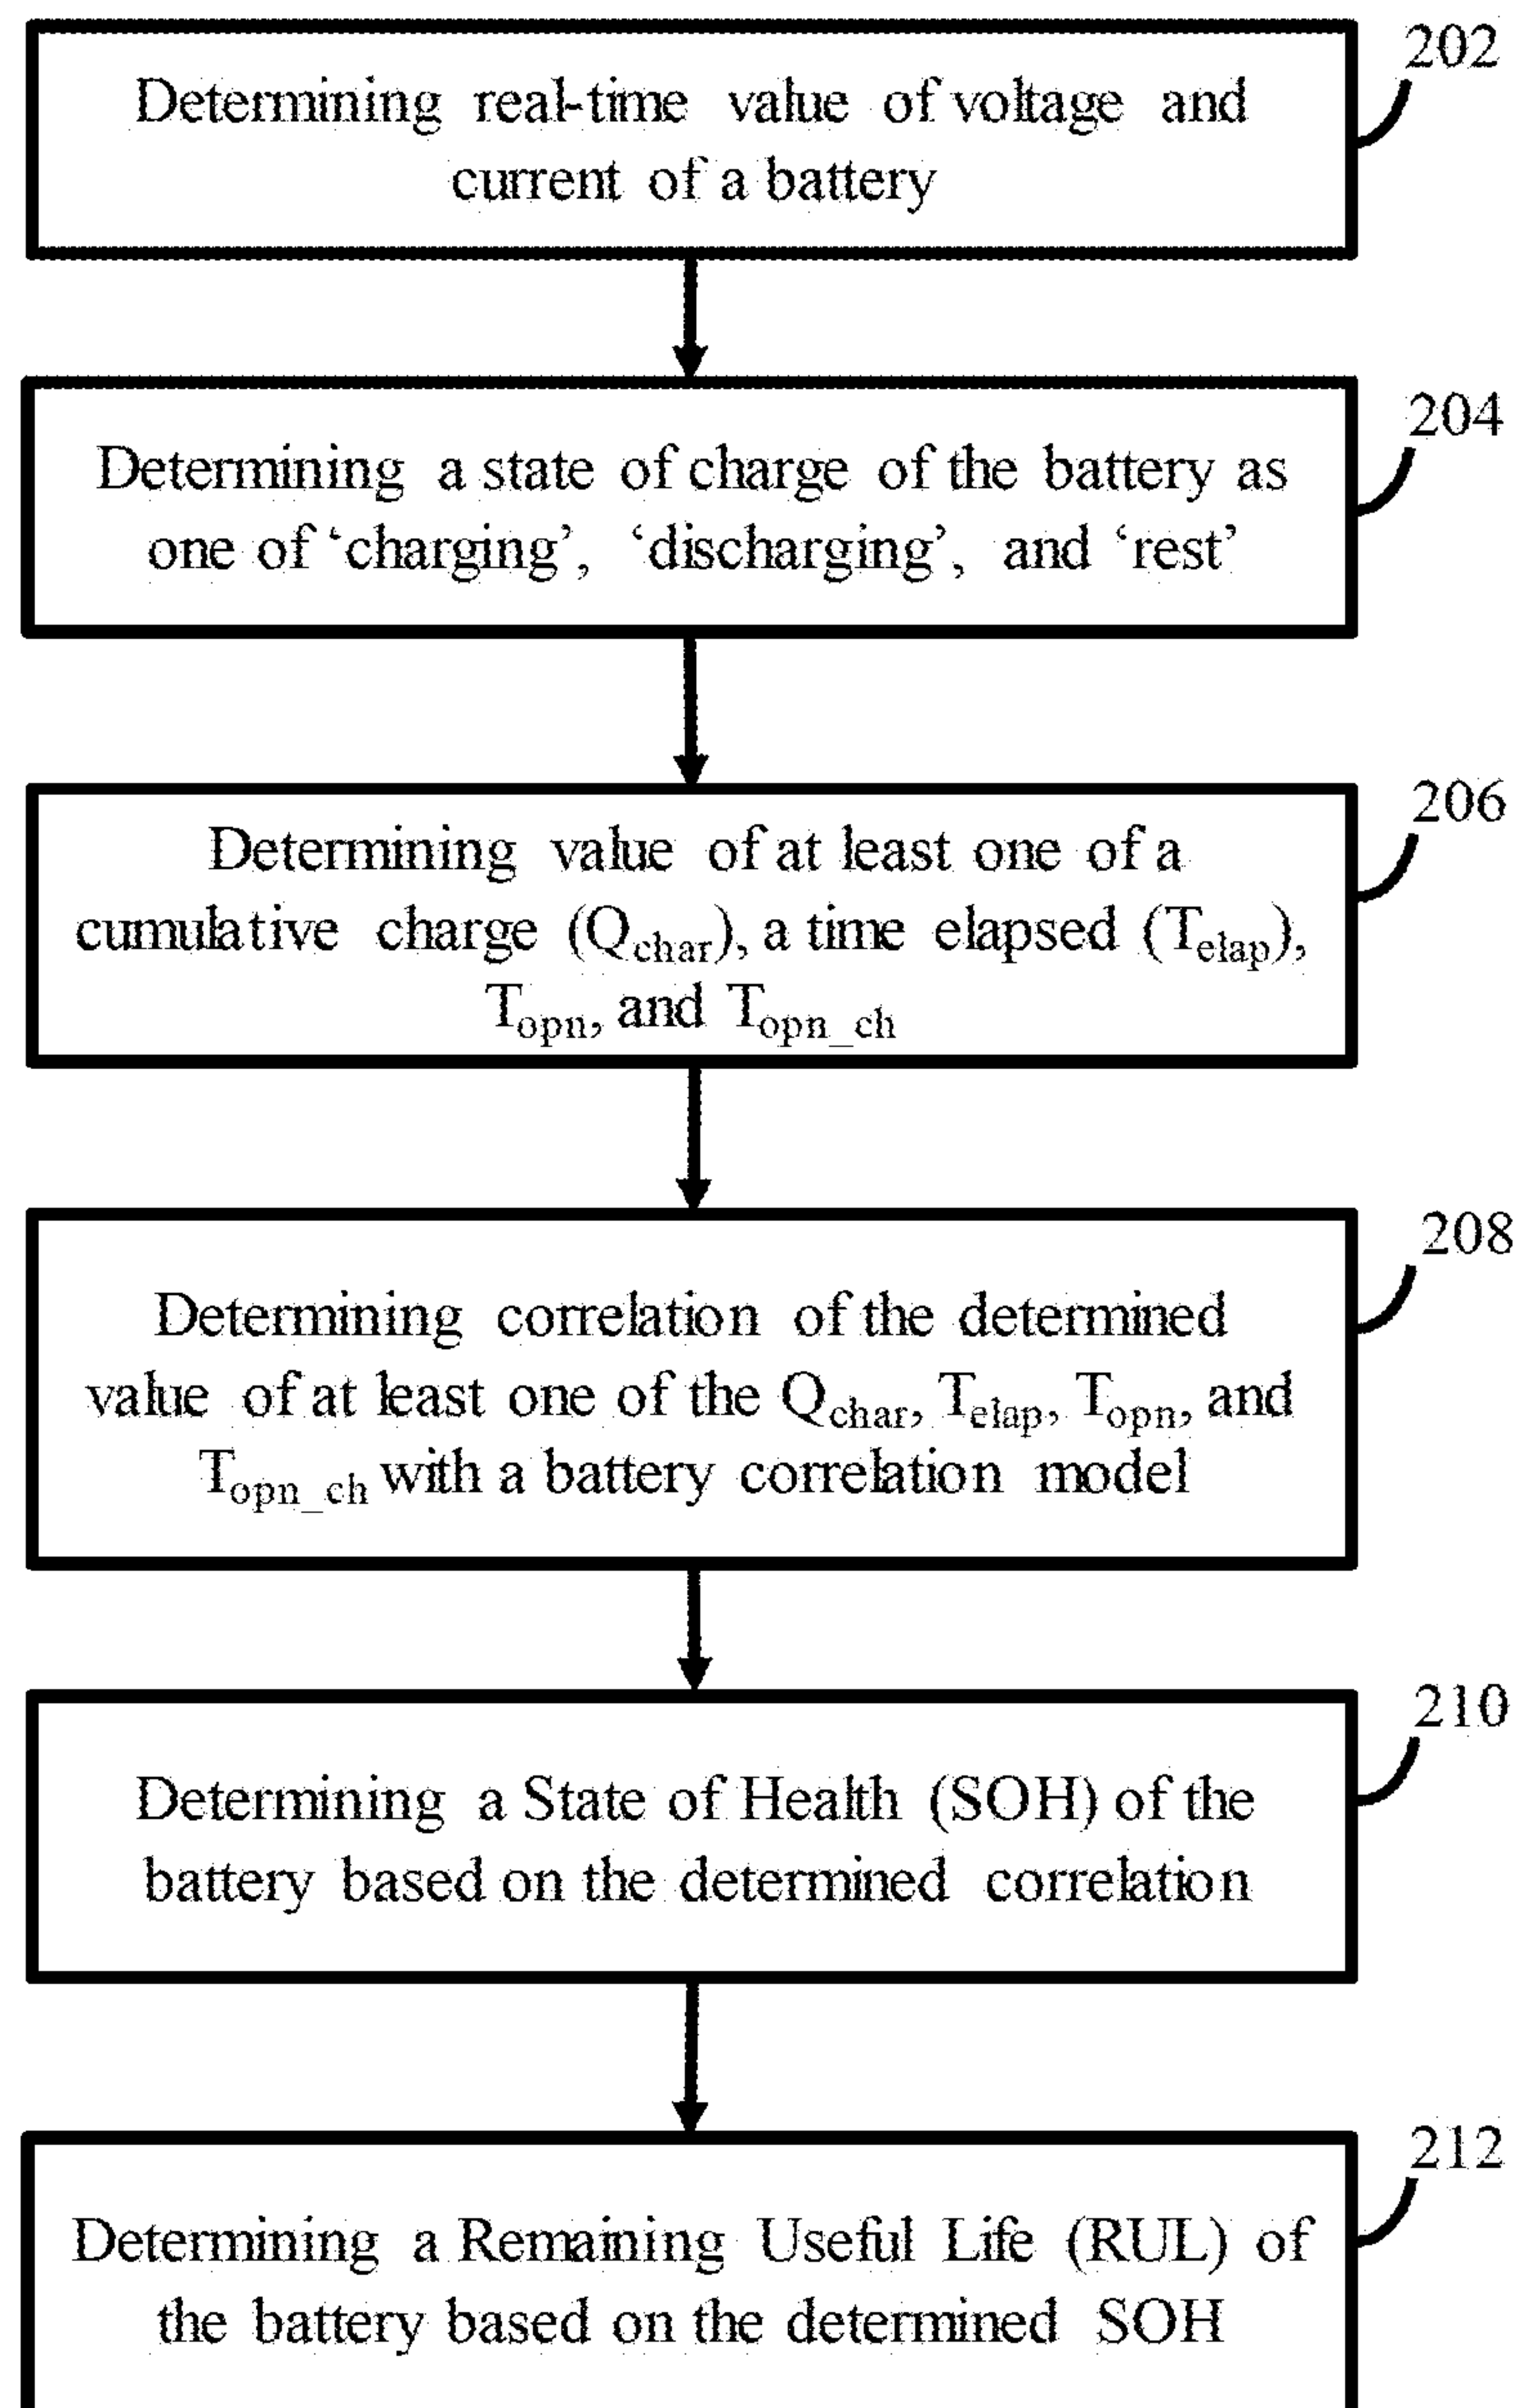 202
Determining real-time value of voltage and
current of a battery
204
Determining a state of charge of the battery as
one of ‘charging’, ‘discharging’, and ‘rest’
206
Determining value of at least one of a
cumulative charge (Qchar), a time elapsed (Telap),
Topn, and Topn_ch
208
Determining correlation of the determined
value of at least one of the Qchar, Telap, Topn, and
Topn_ch with a battery correlation model
210
Determining a State of Health (SOH) of the
battery based on the determined correlation
212
Determining a Remaining Useful Life (RUL) of
the battery based on the determined SOH